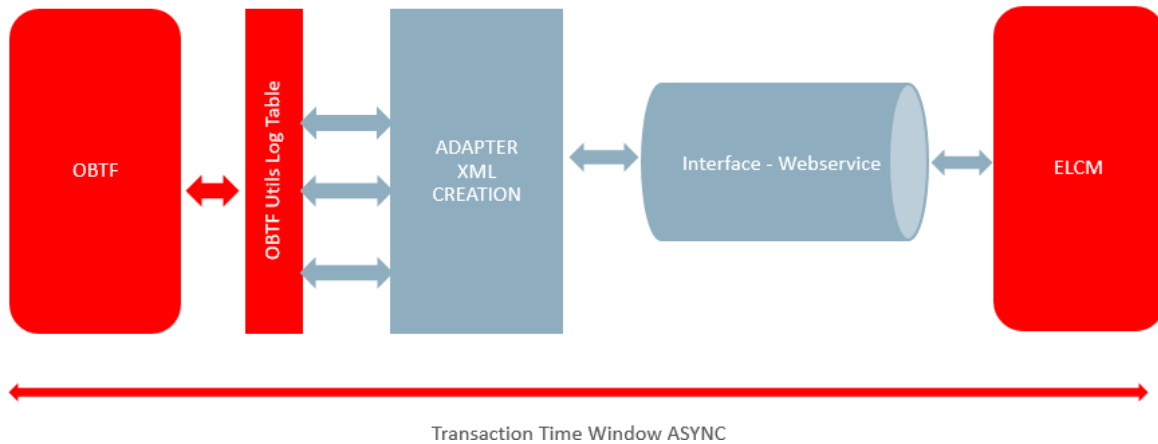 OBTF
OBTF Utils Log Table
ADAPTER
XML
CREATION
Interface - Webservice
ELCM
Transaction Time Window ASYNC